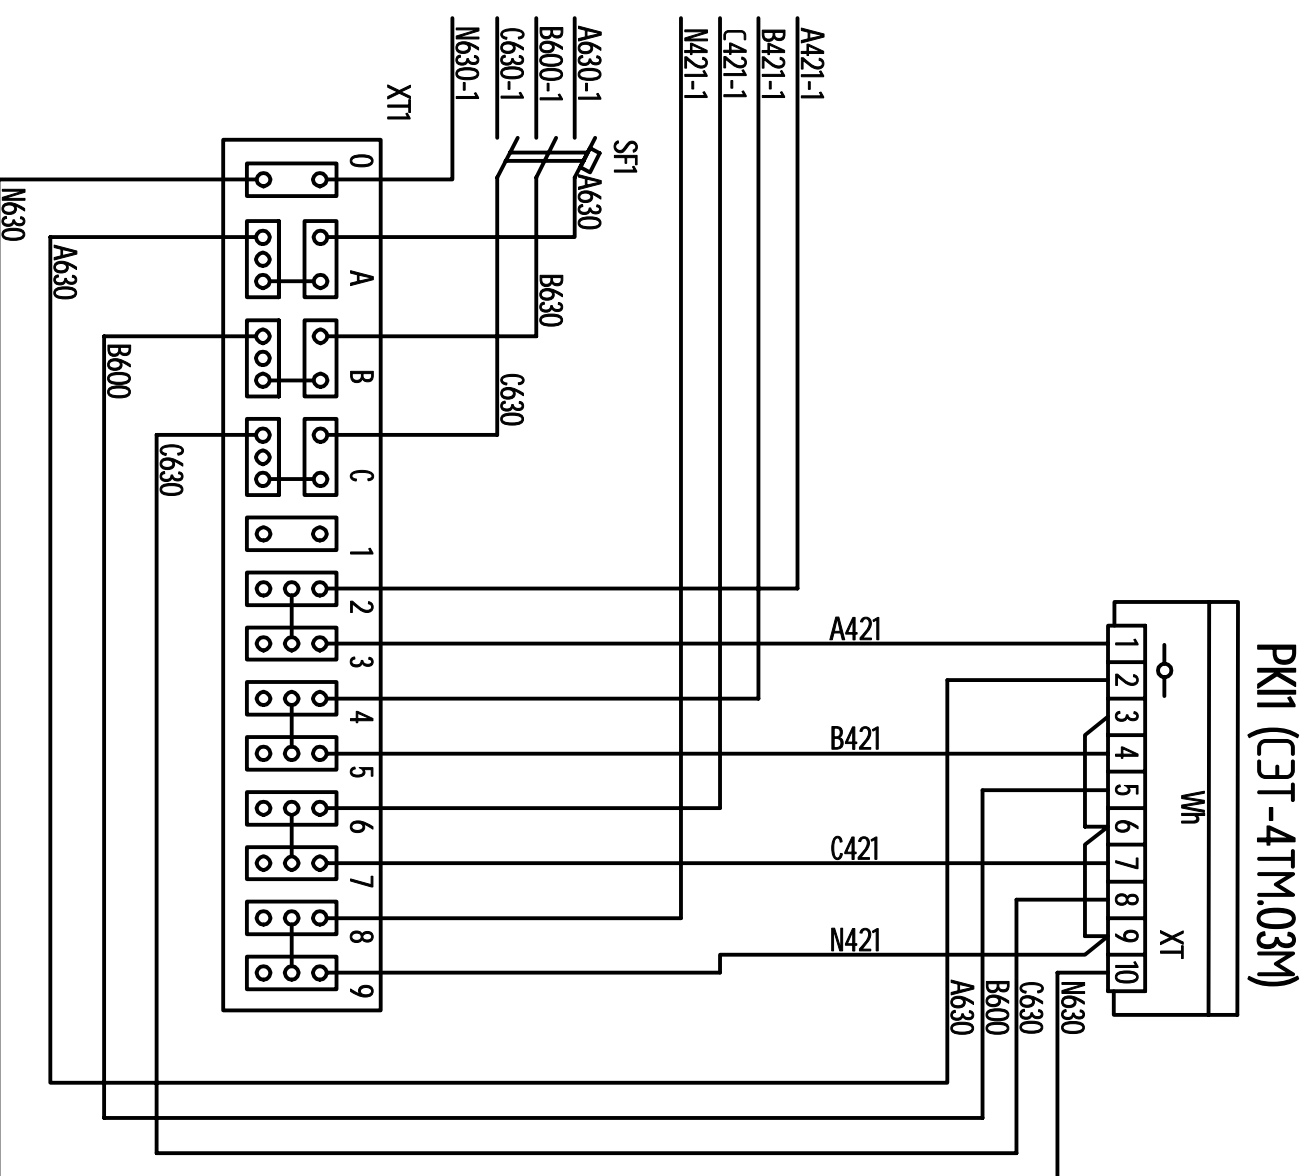 A421-1
B421-1
C421-1
N421-1
A630-1
B600-1
C630-1
N630-1
SF1
A630
B630
C630
XT1
0
A
B
C
1
2
3
4
5
6
7
8
9
N630
A630
B600
C630
A421
B421
C421
N421
PKI1 (СЭТ-4ТМ.03М)
Wh
XT
1
2
3
4
5
6
7
8
9
10
N630
C630
B600
A630